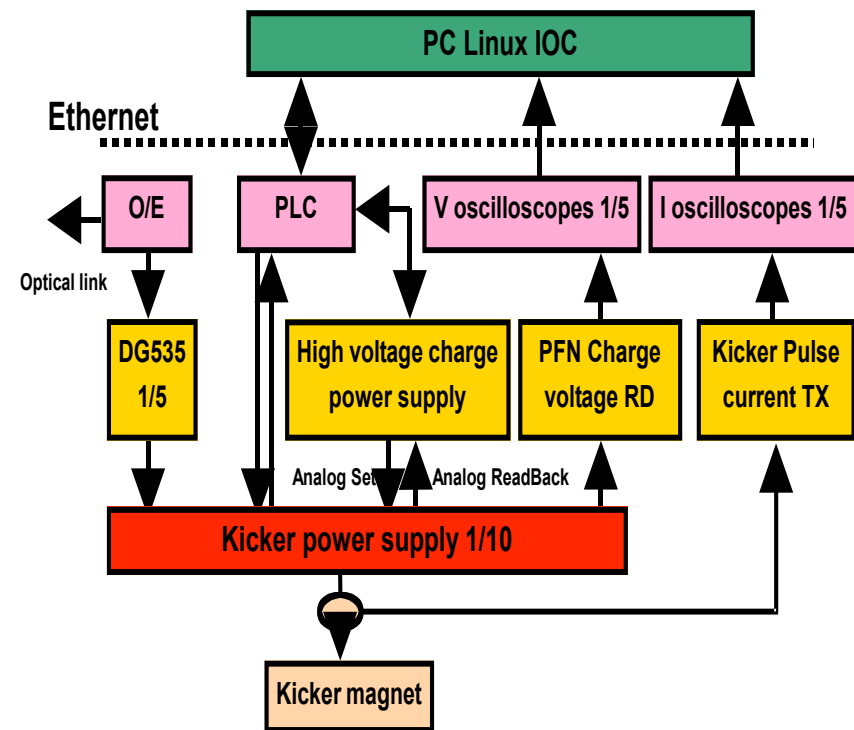 PC Linux IOC
Ethernet
O/E
PLC
V oscilloscopes 1/5
I oscilloscopes 1/5
Optical link
DG535
1/5
High voltage charge
power supply
PFN Charge
voltage RD
Kicker Pulse
current TX
Analog Set
Analog ReadBack
Kicker power supply 1/10
Kicker magnet